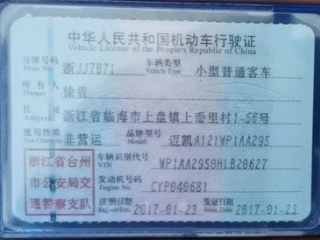 中华人民共和国机动车行驶证
Vehicle License of the People's Republic of China
号牌号码 浙JJ7B71 车辆类型 小型普通客车
Plate No. Vehicle Type
所有人 徐省
Owner
住址 浙江省临海市上盘镇上番里村1-56号
Address
使用性质 非营运 品牌型号 迈凯A121WP1AA295
Use Character Model
浙江省台州 车辆识别代号 WP1AA2950HLB20627
VIN
市公安局交 发动机号码 CYP040681
Engine No.
通警察支队 注册日期 2017-01-23 发证日期 2017-01-23
Register Date Issue Date